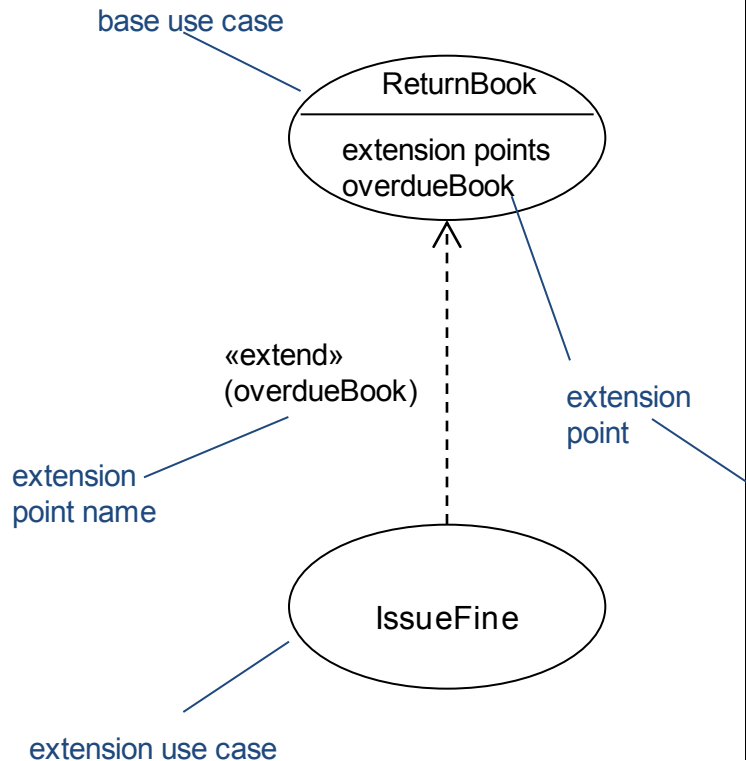 base use case
ReturnBook
extension points
overdueBook
«extend»
(overdueBook)
extension
point
extension
point name
IssueFine
extension use case